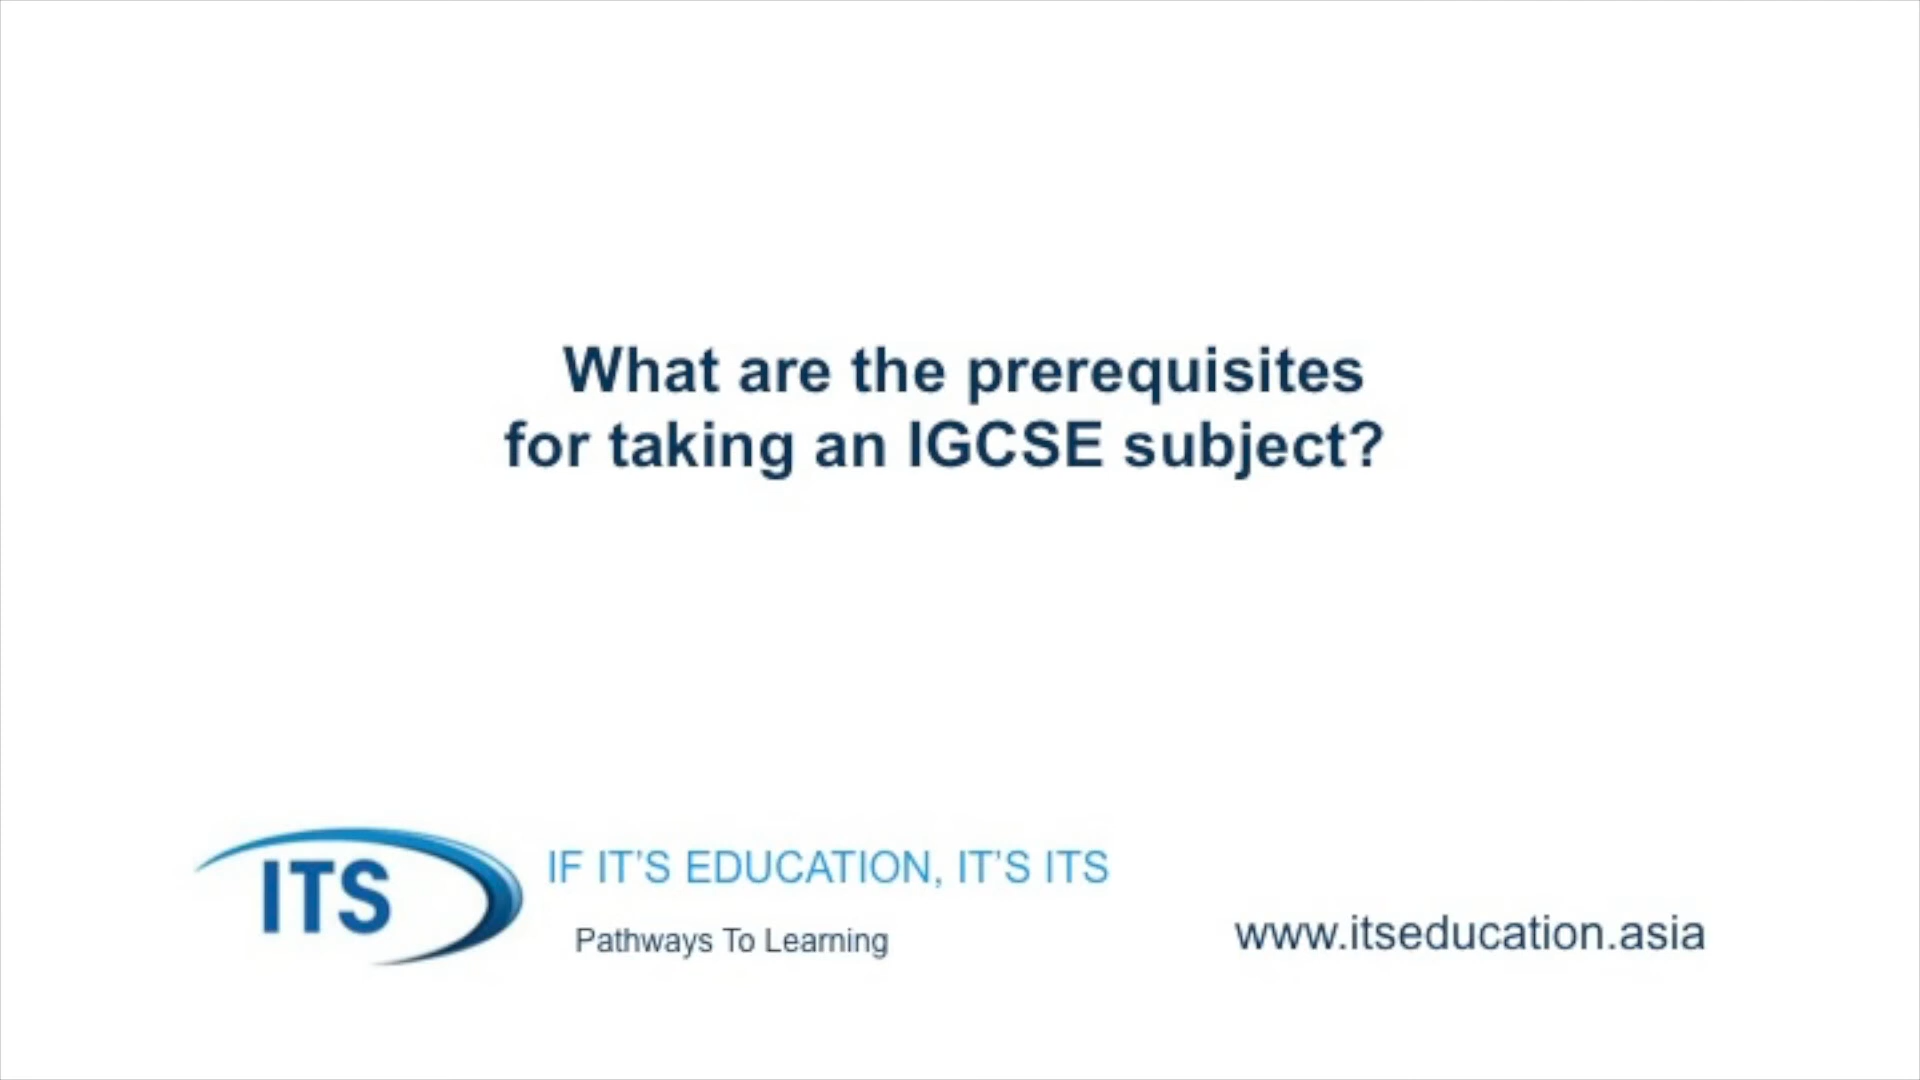 What are the prerequisites
for taking an IGCSE subject?
ITS
IF IT'S EDUCATION, IT'S ITS
Pathways To Learning
www.itseducation.asia